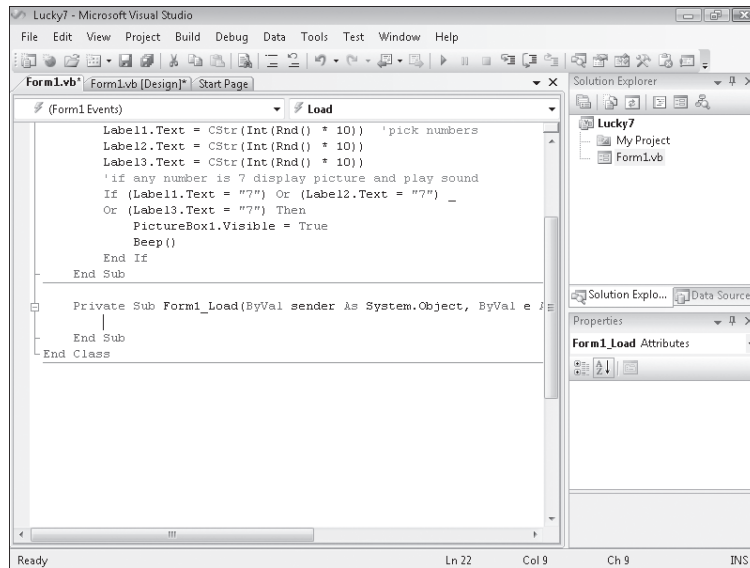 Lucky7 - Microsoft Visual Studio
File Edit View Project Build Debug Data Tools Test Window Help
Form1.vb* Form1.vb [Design]* Start Page
(Form1 Events) Load
Label1.Text = CStr(Int(Rnd() * 10)) 'pick numbers
Label2.Text = CStr(Int(Rnd() * 10))
Label3.Text = CStr(Int(Rnd() * 10))
'if any number is 7 display picture and play sound
If (Label1.Text = "7") Or (Label2.Text = "7") _
Or (Label3.Text = "7") Then
PictureBox1.Visible = True
Beep()
End If
End Sub
Private Sub Form1_Load(ByVal sender As System.Object, ByVal e
End Sub
End Class
Solution Explorer
Lucky7
My Project
Form1.vb
Solution Explo... Data Source
Properties
Form1_Load Attributes
Ready Ln 22 Col 9 Ch 9 INS